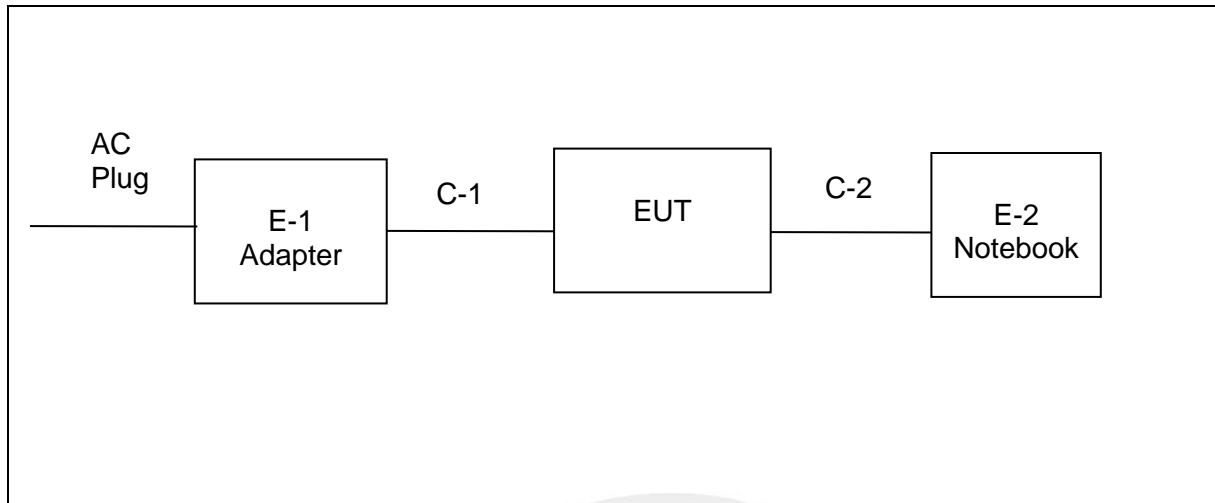 AC
Plug
E-1
Adapter
C-1
EUT
C-2
E-2
Notebook